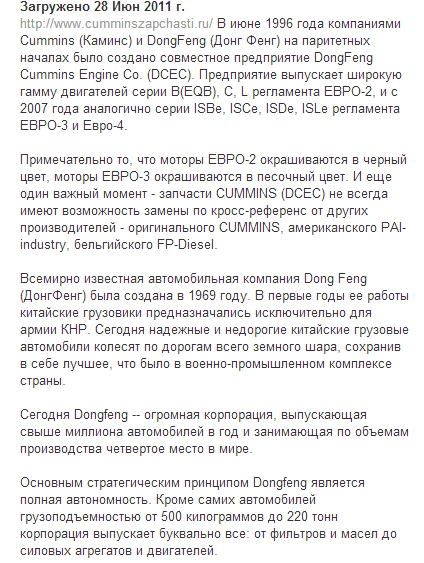 Загружено 28 Июн 2011 г.
http://www.cumminszapchasti.ru/ В июне 1996 года компаниями
Cummins (Каминс) и DongFeng (Донг Фенг) на паритетных
началах было создано совместное предприятие DongFeng
Cummins Engine Co. (DCEC). Предприятие выпускает широкую
гамму двигателей серии B(EQB), C, L регламента ЕВРО-2, и с
2007 года аналогично серии ISBe, ISCe, ISDe, ISLe регламента
ЕВРО-3 и Евро-4.
Примечательно то, что моторы ЕВРО-2 окрашиваются в черный
цвет, моторы ЕВРО-3 окрашиваются в песочный цвет. И еще
один важный момент - запчасти CUMMINS (DCEC) не всегда
имеют возможность замены по кросс-референс от других
производителей - оригинального CUMMINS, американского PAI-
industry, бельгийского FP-Diesel.
Всемирно известная автомобильная компания Dong Feng
(ДонгФенг) была создана в 1969 году. В первые годы ее работы
китайские грузовики предназначались исключительно для
армии КНР. Сегодня надежные и недорогие китайские грузовые
автомобили колесят по дорогам всего земного шара, сохранив
в себе лучшее, что было в военно-промышленном комплексе
страны.
Сегодня Dongfeng -- огромная корпорация, выпускающая
свыше миллиона автомобилей в год и занимающая по объемам
производства четвертое место в мире.
Основным стратегическим принципом Dongfeng является
полная автономность. Кроме самих автомобилей
грузоподъемностью от 500 килограммов до 220 тонн
корпорация выпускает буквально все: от фильтров и масел до
силовых агрегатов и двигателей.